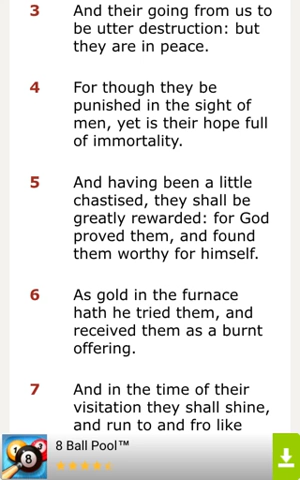 3 And their going from us to
be utter destruction: but
they are in peace.
4 For though they be
punished in the sight of
men, yet is their hope full
of immortality.
5 And having been a little
chastised, they shall be
greatly rewarded: for God
proved them, and found
them worthy for himself.
6 As gold in the furnace
hath he tried them, and
received them as a burnt
offering.
7 And in the time of their
visitation they shall shine,
and run to and fro like
8 Ball Pool™
8